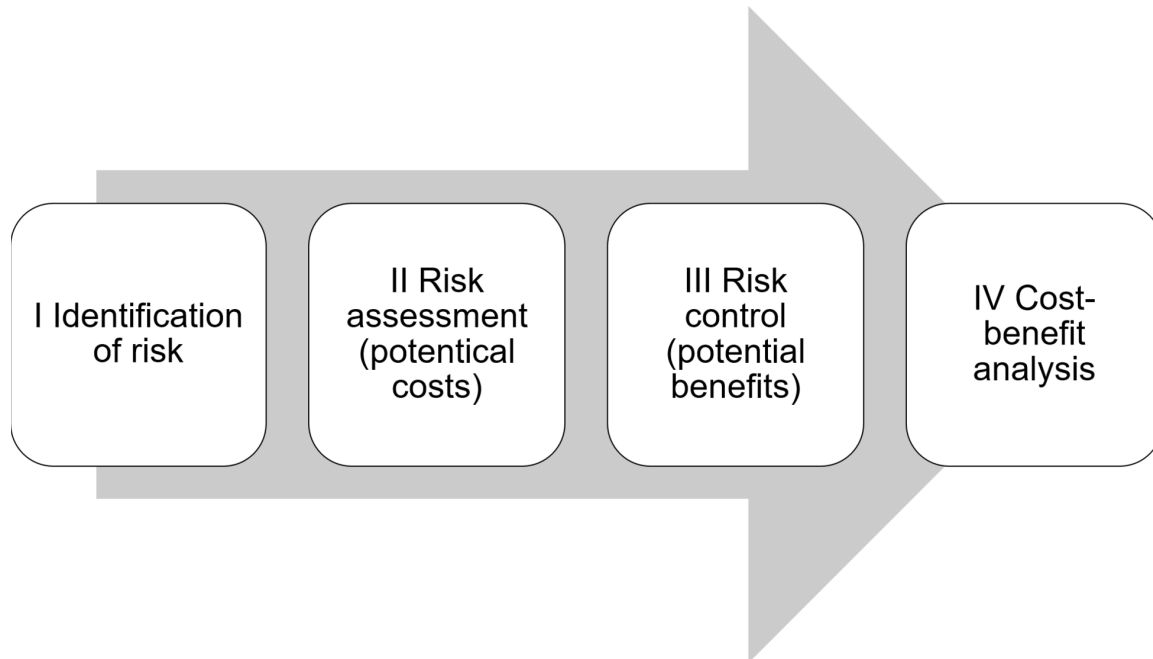 I Identification
of risk
II Risk
assessment
(potentical
costs)
III Risk
control
(potential
benefits)
IV Cost-
benefit
analysis